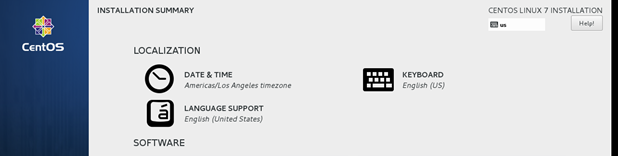 INSTALLATION SUMMARY
CENTOS LINUX 7 INSTALLATION
us
Help!
CentOS
LOCALIZATION
DATE & TIME
Americas/Los Angeles timezone
KEYBOARD
English (US)
á
LANGUAGE SUPPORT
English (United States)
SOFTWARE